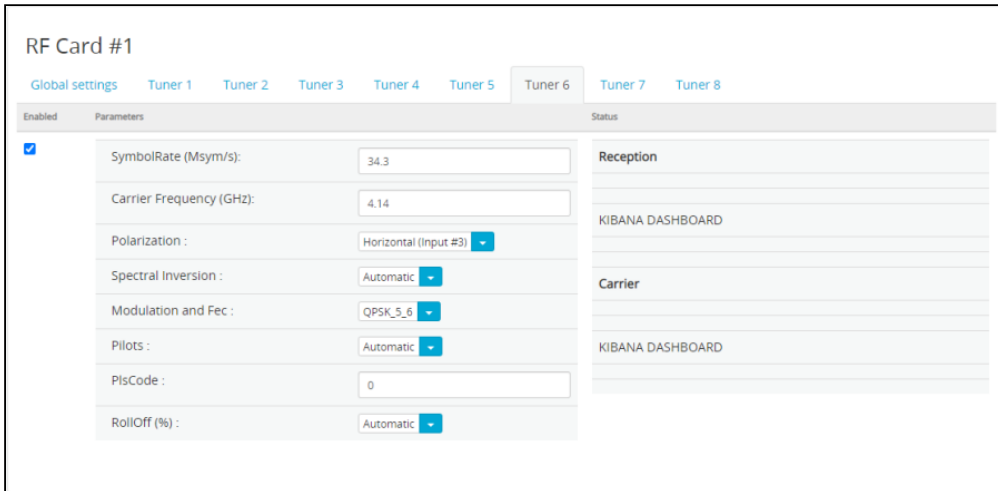 RF Card #1
Global settings Tuner 1 Tuner 2 Tuner 3 Tuner 4 Tuner 5 Tuner 6 Tuner 7 Tuner 8
Enabled Parameters Status
SymbolRate (Msym/s): 34.3
Carrier Frequency (GHz): 4.14
Polarization : Horizontal (Input #3)
Spectral Inversion : Automatic
Modulation and Fec : QPSK_5_6
Pilots : Automatic
PlsCode : 0
RollOff (%) : Automatic
Reception
KIBANA DASHBOARD
Carrier
KIBANA DASHBOARD